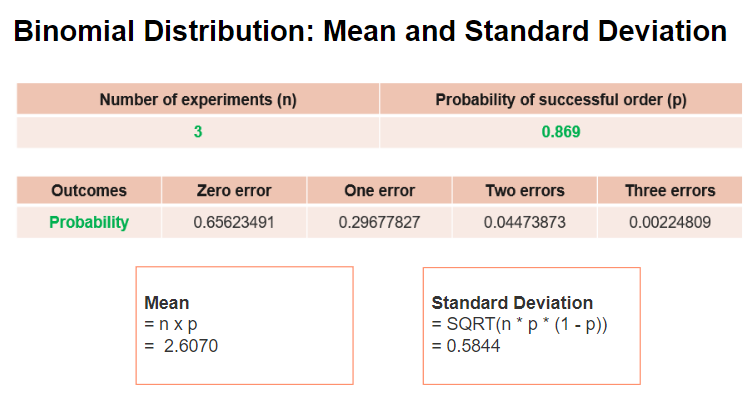 Binomial Distribution: Mean and Standard Deviation
Number of experiments (n) Probability of successful order (p)
3 0.869
Outcomes Zero error One error Two errors Three errors
Probability 0.65623491 0.29677827 0.04473873 0.00224809
Mean
= n x p
= 2.6070
Standard Deviation
= SQRT(n * p * (1 - p))
= 0.5844